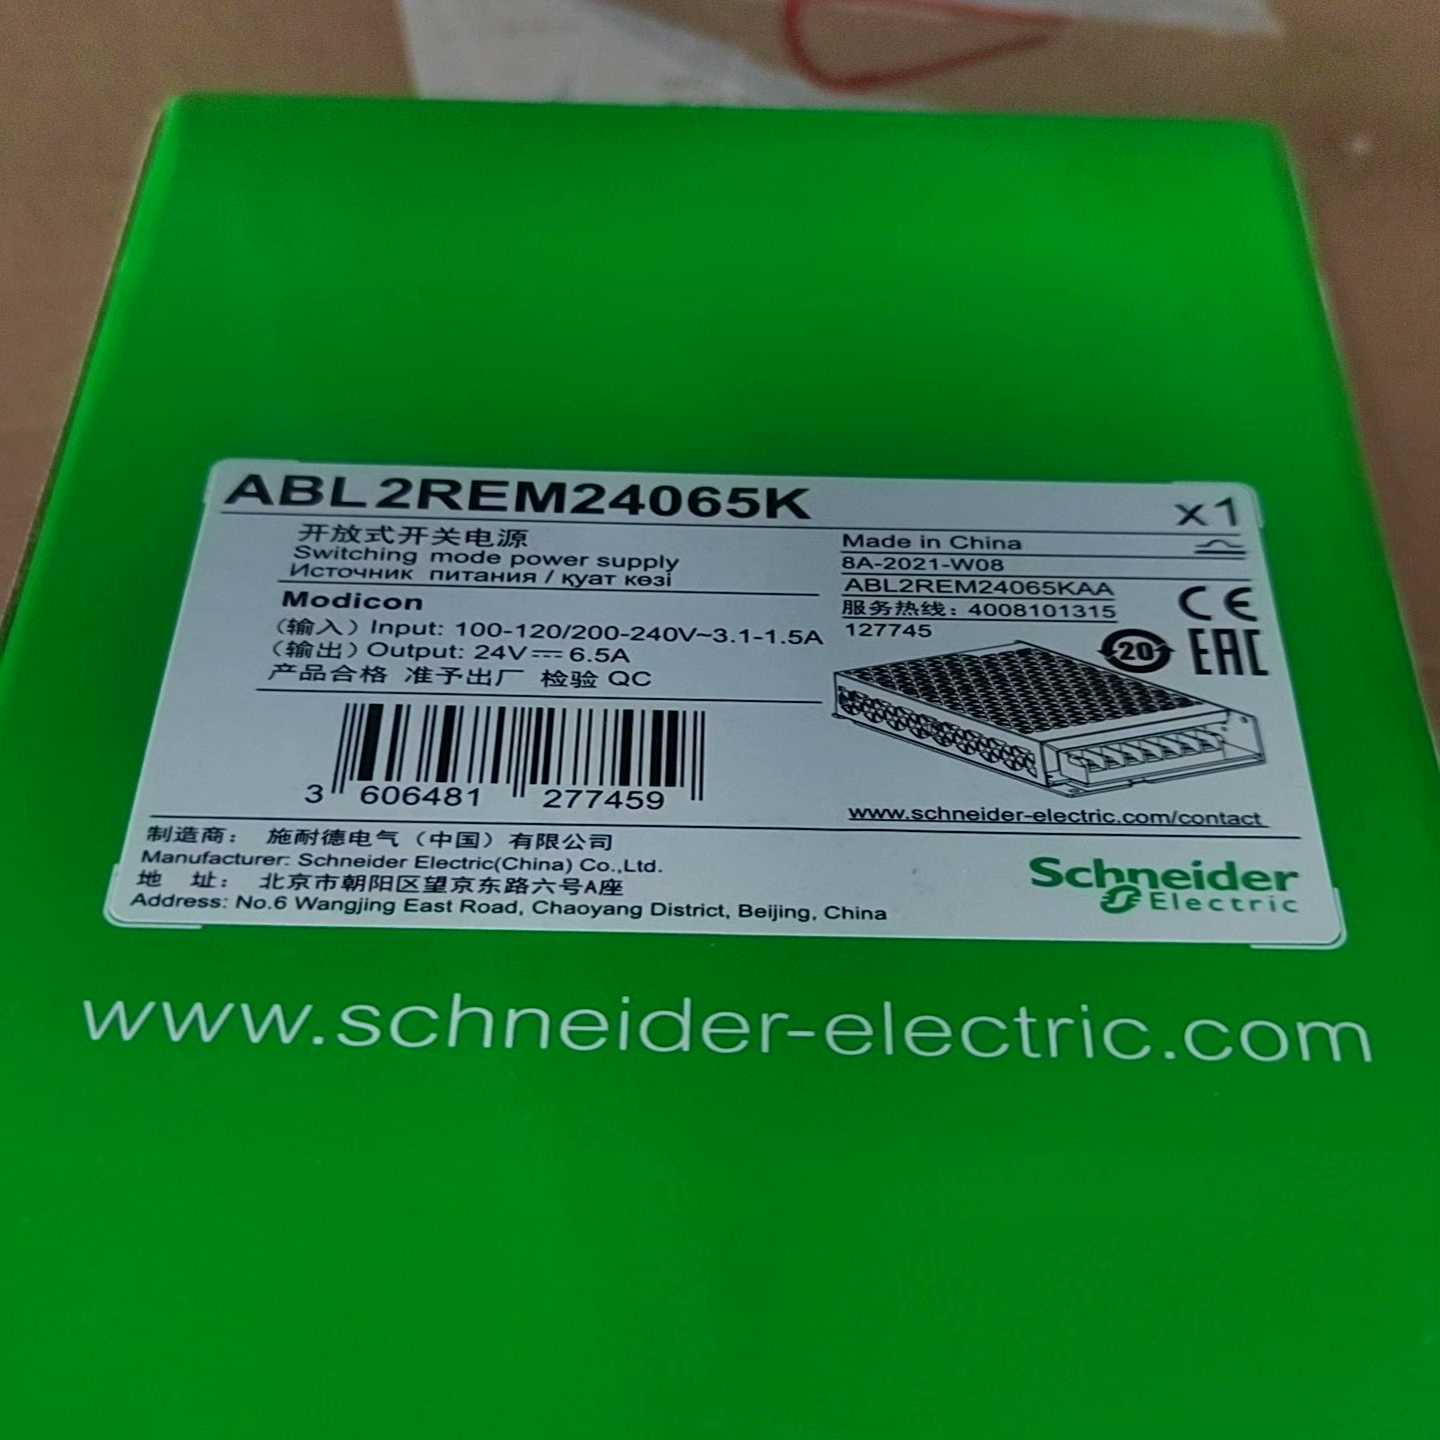 ABL2REM24065K
x1
开放式开关电源
Switching mode power supply
Источник питания / қуат көзі
Modicon
(输入) Input: 100-120/200-240V~3.1-1.5A
(输出) Output: 24V⎓6.5A
产品合格 准予出厂 检验 QC
Made in China
8A-2021-W08
ABL2REM24065KAA
服务热线: 4008101315
127745
CE
20
EAC
3 606481 277459
www.schneider-electric.com/contact
制造商: 施耐德电气(中国)有限公司
Manufacturer: Schneider Electric(China) Co.,Ltd.
地 址: 北京市朝阳区望京东路六号A座
Address: No.6 Wangjing East Road, Chaoyang District, Beijing, China
Schneider
Electric
www.schneider-electric.com